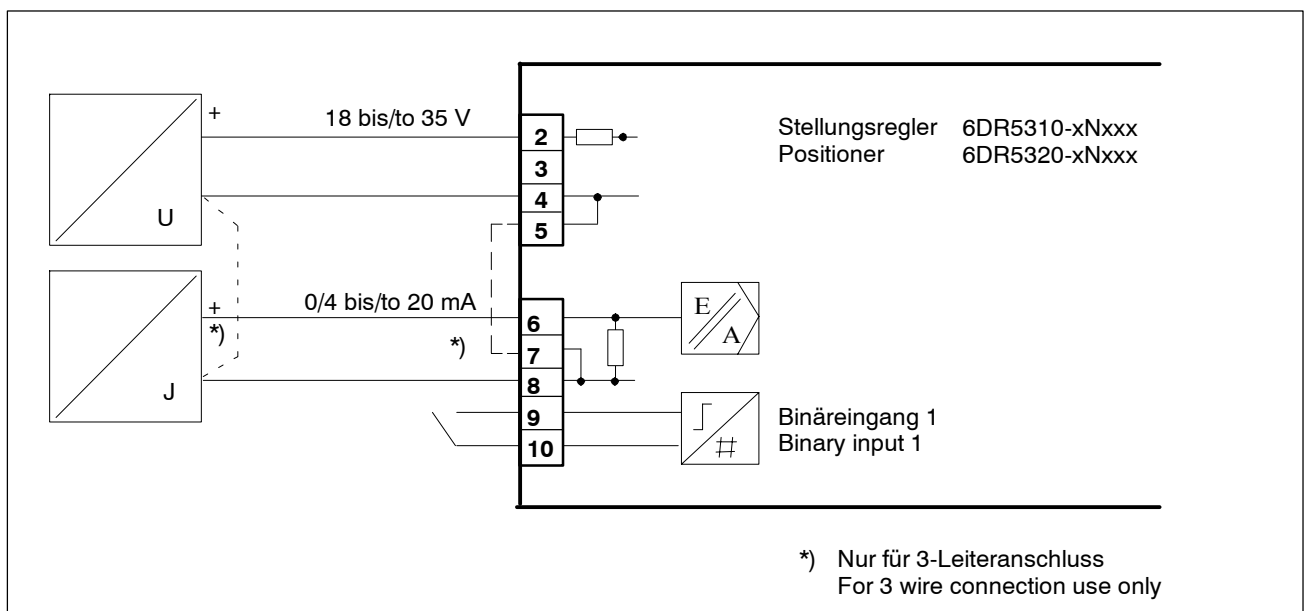 18 bis/to 35 V
+
U
2
3
4
5
Stellungsregler 6DR5310-xNxxx
Positioner 6DR5320-xNxxx
0/4 bis/to 20 mA
+
*)
*)
J
6
7
8
9
10
E
A
Binäreingang 1
Binary input 1
*) Nur für 3-Leiteranschluss
For 3 wire connection use only